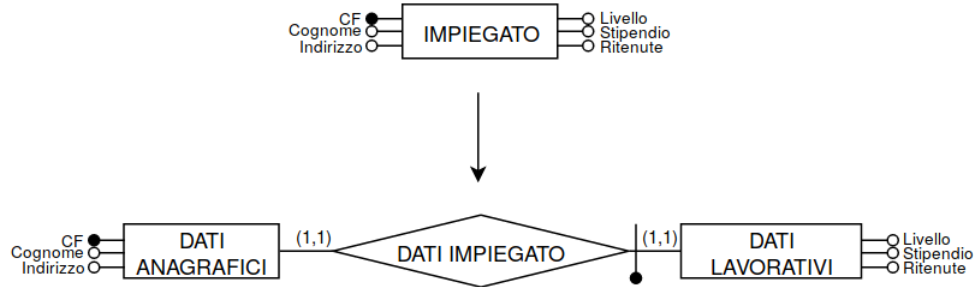 CF
Cognome
Indirizzo
IMPIEGATO
Livello
Stipendio
Ritenute
CF
Cognome
Indirizzo
DATI
ANAGRAFICI
(1,1)
DATI IMPIEGATO
(1,1)
DATI
LAVORATIVI
Livello
Stipendio
Ritenute